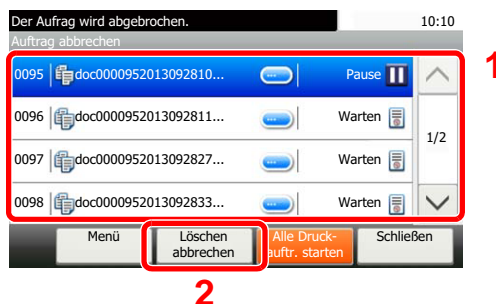 Der Aufrag wird abgebrochen. 10:10
Auftrag abbrechen
1
0095 doc0000952013092810... Pause
0096 doc0000952013092811... Warten
1/2
0097 doc0000952013092827... Warten
0098 doc0000952013092833... Warten
Menü
Löschen
abbrechen
Alle Druck-
auftr. starten
Schließen
2